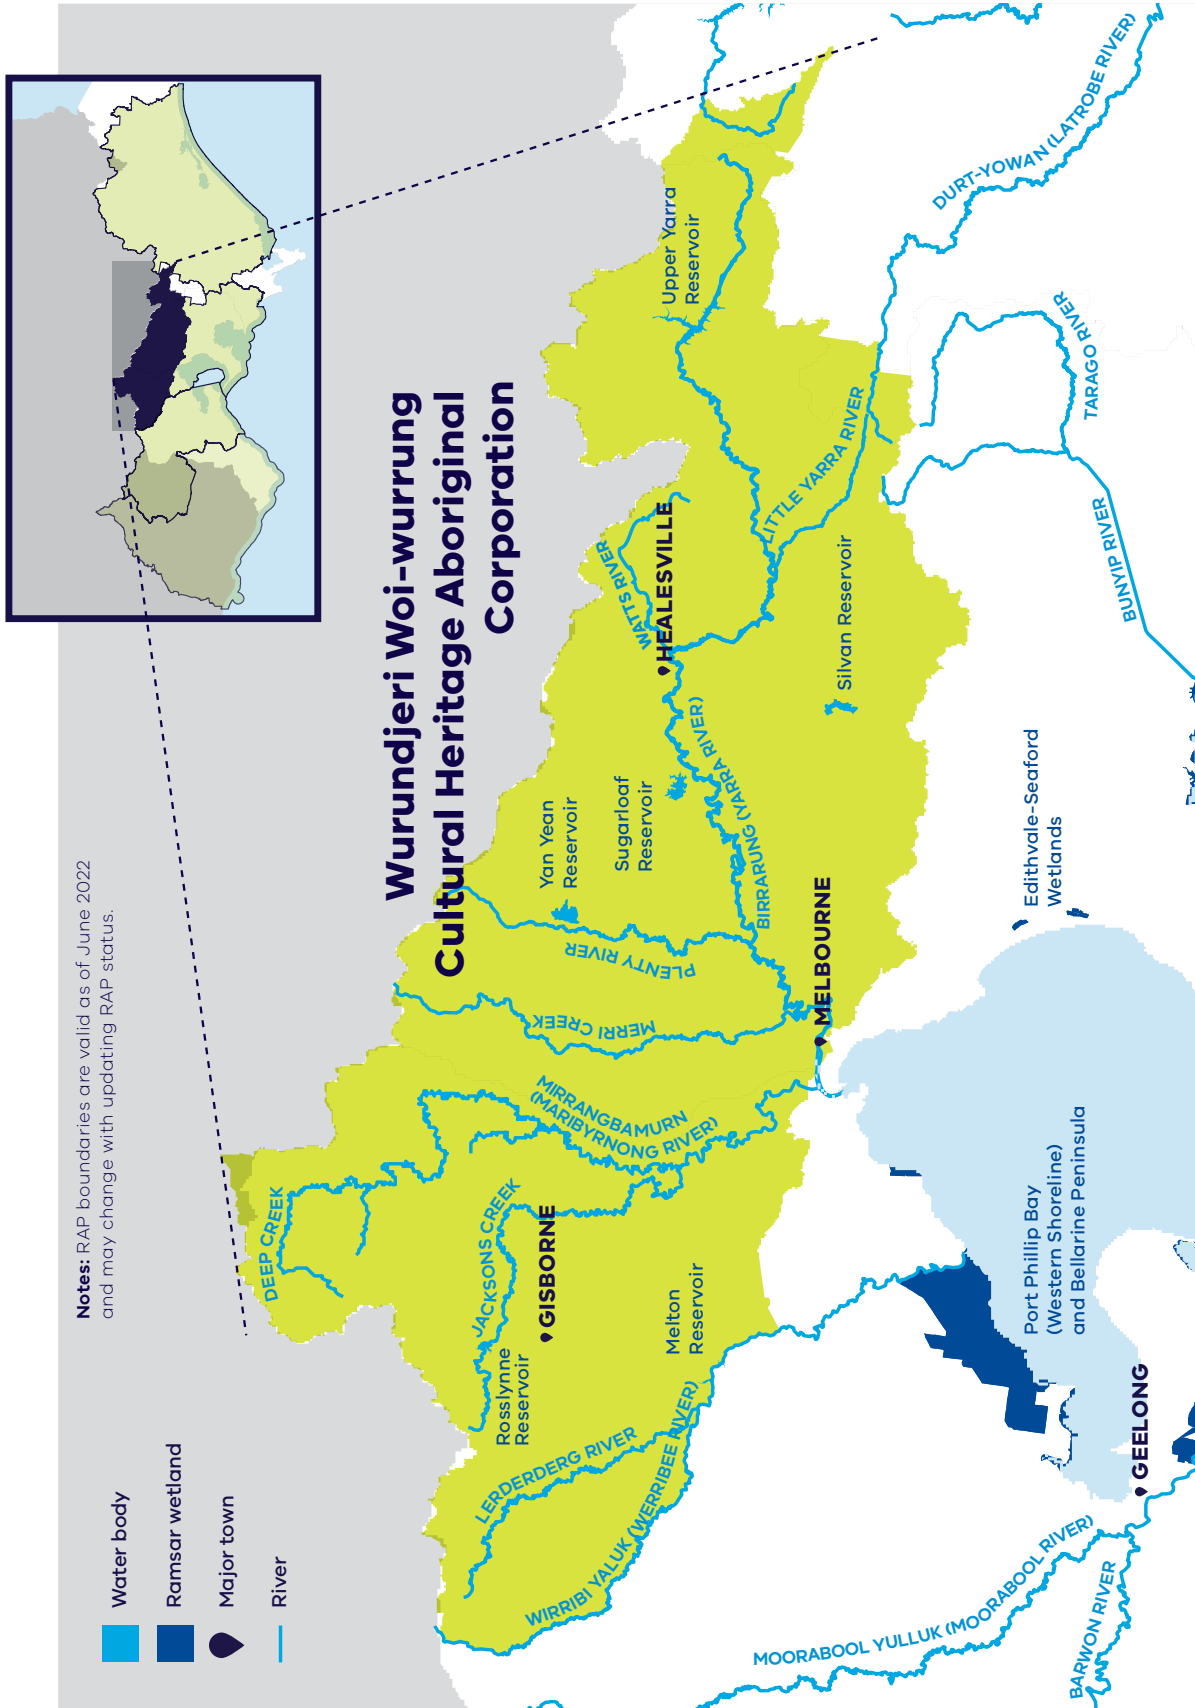 Notes: RAP boundaries are valid as of June 2022
and may change with updating RAP status.
Water body
Ramsar wetland
Major town
River
Wurundjeri Woi-wurrung
Cultural Heritage Aboriginal
Corporation
DEEP CREEK
JACKSONS CREEK
GISBORNE
Rosslynne
Reservoir
LERDERDERG RIVER
WIRRIBI YALUK (WERRIBEE RIVER)
Melton
Reservoir
MIRRANGBAMURN
(MARIBYRNONG RIVER)
MERRI CREEK
PLENTY RIVER
Yan Yean
Reservoir
Sugarloaf
Reservoir
BIRRARUNG (YARRA RIVER)
MELBOURNE
WATTS RIVER
HEALESVILLE
Silvan Reservoir
LITTLE YARRA RIVER
Upper Yarra
Reservoir
DURT-YOWAN (LATROBE RIVER)
TARAGO RIVER
BUNYIP RIVER
Edithvale-Seaford
Wetlands
Port Phillip Bay
(Western Shoreline)
and Bellarine Peninsula
GEELONG
MOORABOOL YULLUK (MOORABOOL RIVER)
BARWON RIVER